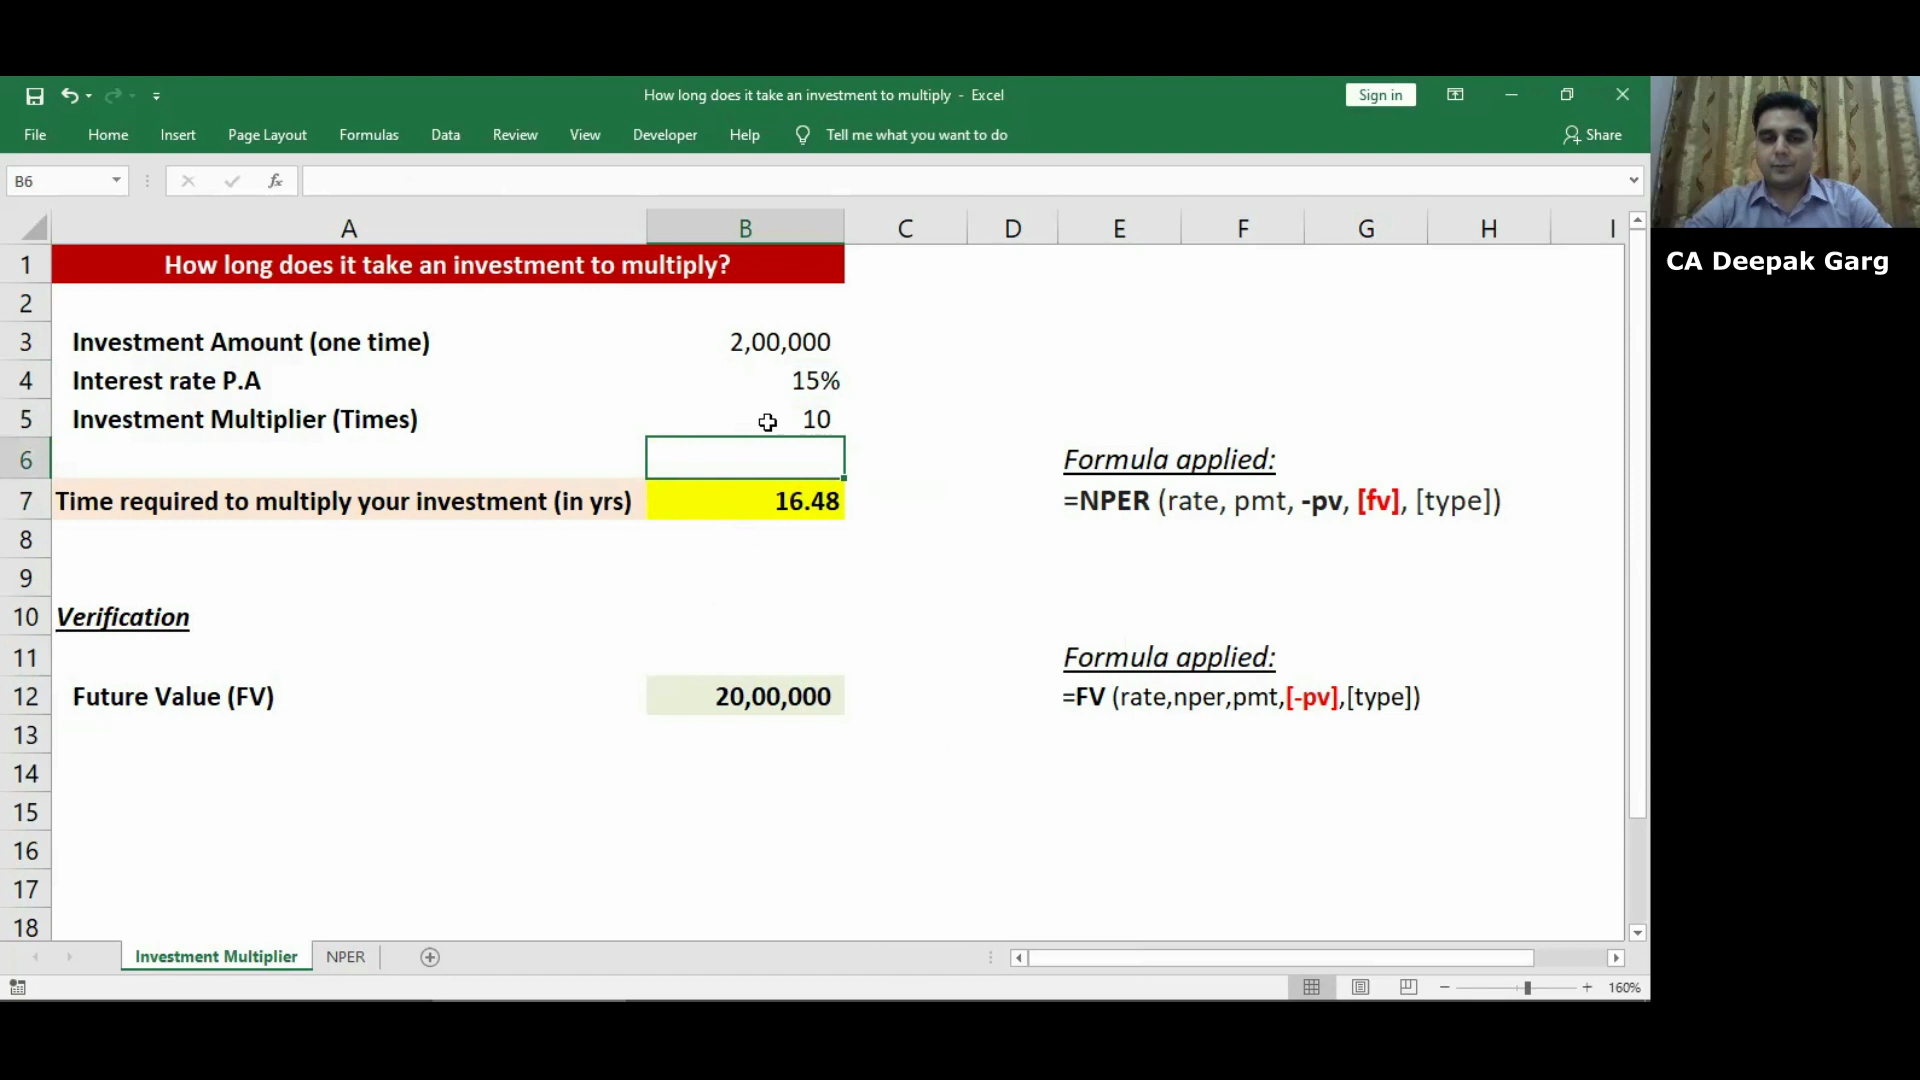 How long does it take an investment to multiply - Excel
Sign in
File Home Insert Page Layout Formulas Data Review View Developer Help Tell me what you want to do Share
B6 fx
A B C D E F G H I
CA Deepak Garg
1 How long does it take an investment to multiply?
2
3 Investment Amount (one time) 2,00,000
4 Interest rate P.A 15%
5 Investment Multiplier (Times) 10
6 Formula applied:
7 Time required to multiply your investment (in yrs) 16.48 =NPER (rate, pmt, -pv, [fv], [type])
8
9
10 Verification
11 Formula applied:
12 Future Value (FV) 20,00,000 =FV (rate,nper,pmt,[-pv],[type])
13
14
15
16
17
18
Investment Multiplier NPER
160%